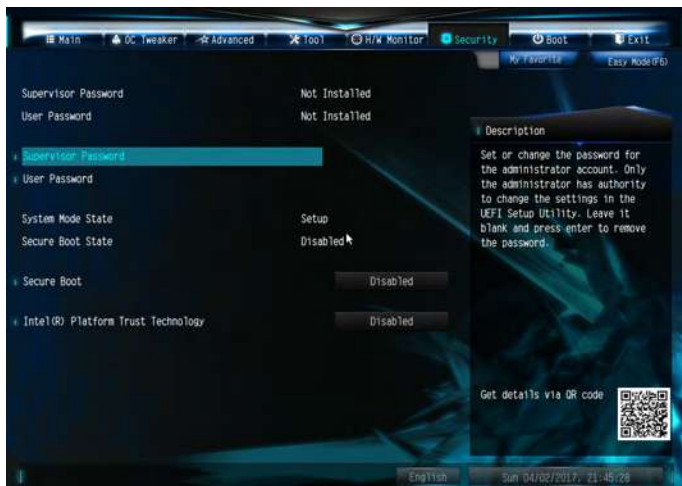 Main OC Tweaker Advanced Tool H/W Monitor Security Boot Exit
My Favorite Easy Mode(F6)
Supervisor Password Not Installed
User Password Not Installed
Supervisor Password
User Password
System Mode State Setup
Secure Boot State Disabled
Secure Boot Disabled
Intel(R) Platform Trust Technology Disabled
Description
Set or change the password for
the administrator account. Only
the administrator has authority
to change the settings in the
UEFI Setup Utility. Leave it
blank and press enter to remove
the password.
Get details via QR code
English Sun 04/02/2017, 21:45:28